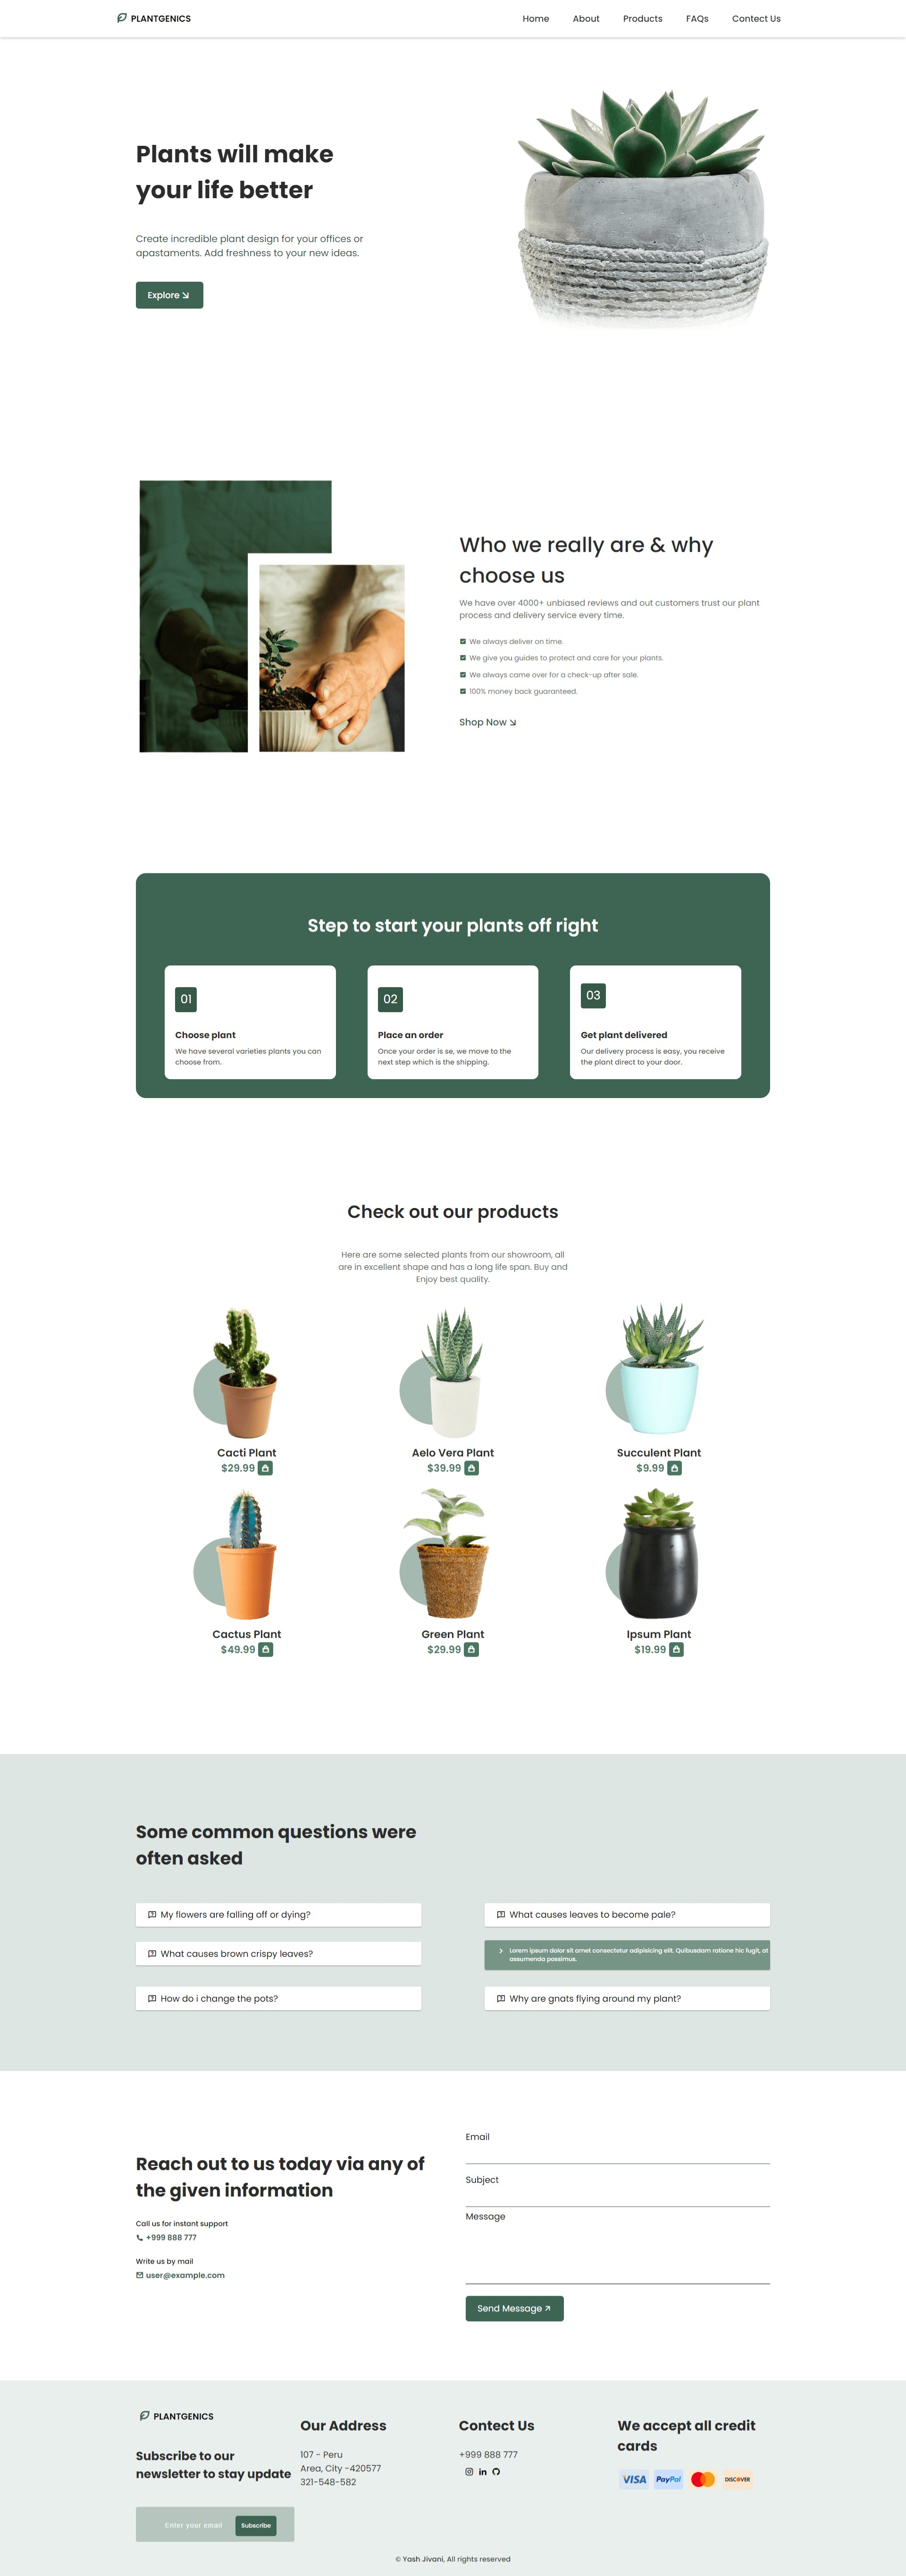 PLANTGENICS
Home About Products FAQs Contect Us
Plants will make
your life better
Create incredible plant design for your offices or
apastaments. Add freshness to your new ideas.
Explore
Who we really are & why
choose us
We have over 4000+ unbiased reviews and out customers trust our plant
process and delivery service every time.
We always deliver on time.
We give you guides to protect and care for your plants.
We always came over for a check-up after sale.
100% money back guaranteed.
Shop Now
Step to start your plants off right
01
Choose plant
We have several varieties plants you can
choose from.
02
Place an order
Once your order is se, we move to the
next step which is the shipping.
03
Get plant delivered
Our delivery process is easy, you receive
the plant direct to your door.
Check out our products
Here are some selected plants from our showroom, all
are in excellent shape and has a long life span. Buy and
Enjoy best quality.
Cacti Plant
$29.99
Aelo Vera Plant
$39.99
Succulent Plant
$9.99
Cactus Plant
$49.99
Green Plant
$29.99
Ipsum Plant
$19.99
Some common questions were
often asked
My flowers are falling off or dying?
What causes brown crispy leaves?
How do i change the pots?
What causes leaves to become pale?
Lorem ipsum dolor sit amet consectetur adipisicing elit. Quibusdam ratione hic fugit, at
assumenda possimus.
Why are gnats flying around my plant?
Reach out to us today via any of
the given information
Call us for instant support
+999 888 777
Write us by mail
user@example.com
Email
Subject
Message
Send Message
PLANTGENICS
Subscribe to our
newsletter to stay update
Enter your email
Subscribe
Our Address
107 - Peru
Area, City -420577
321-548-582
Contect Us
+999 888 777
We accept all credit
cards
VISA PayPal DISCOVER
© Yash Jivani, All rights reserved